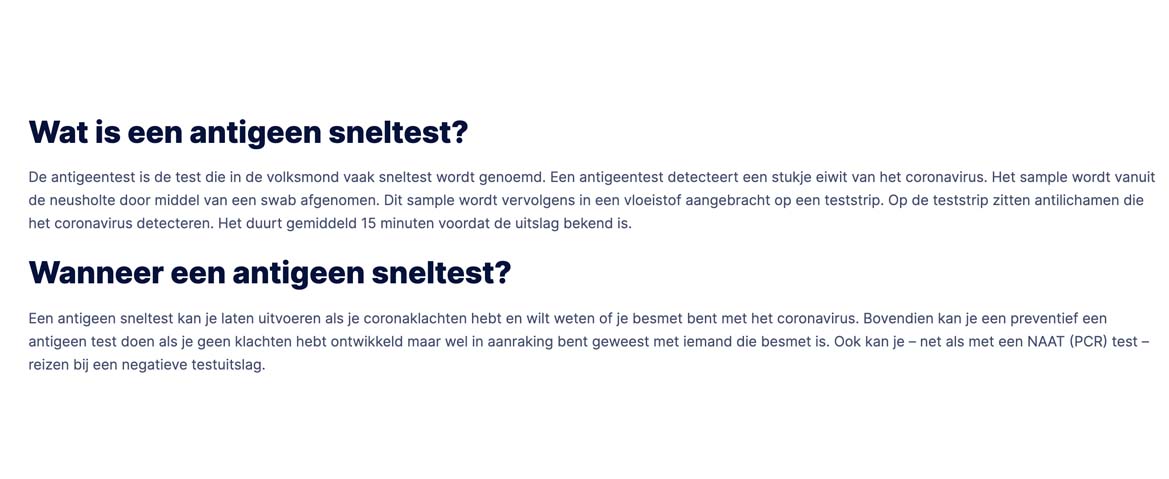 Wat is een antigeen sneltest?
De antigeentest is de test die in de volksmond vaak sneltest wordt genoemd. Een antigeentest detecteert een stukje eiwit van het coronavirus. Het sample wordt vanuit
de neusholte door middel van een swab afgenomen. Dit sample wordt vervolgens in een vloeistof aangebracht op een teststrip. Op de teststrip zitten antilichamen die
het coronavirus detecteren. Het duurt gemiddeld 15 minuten voordat de uitslag bekend is.
Wanneer een antigeen sneltest?
Een antigeen sneltest kan je laten uitvoeren als je coronaklachten hebt en wilt weten of je besmet bent met het coronavirus. Bovendien kan je een preventief een
antigeen test doen als je geen klachten hebt ontwikkeld maar wel in aanraking bent geweest met iemand die besmet is. Ook kan je – net als met een NAAT (PCR) test –
reizen bij een negatieve testuitslag.